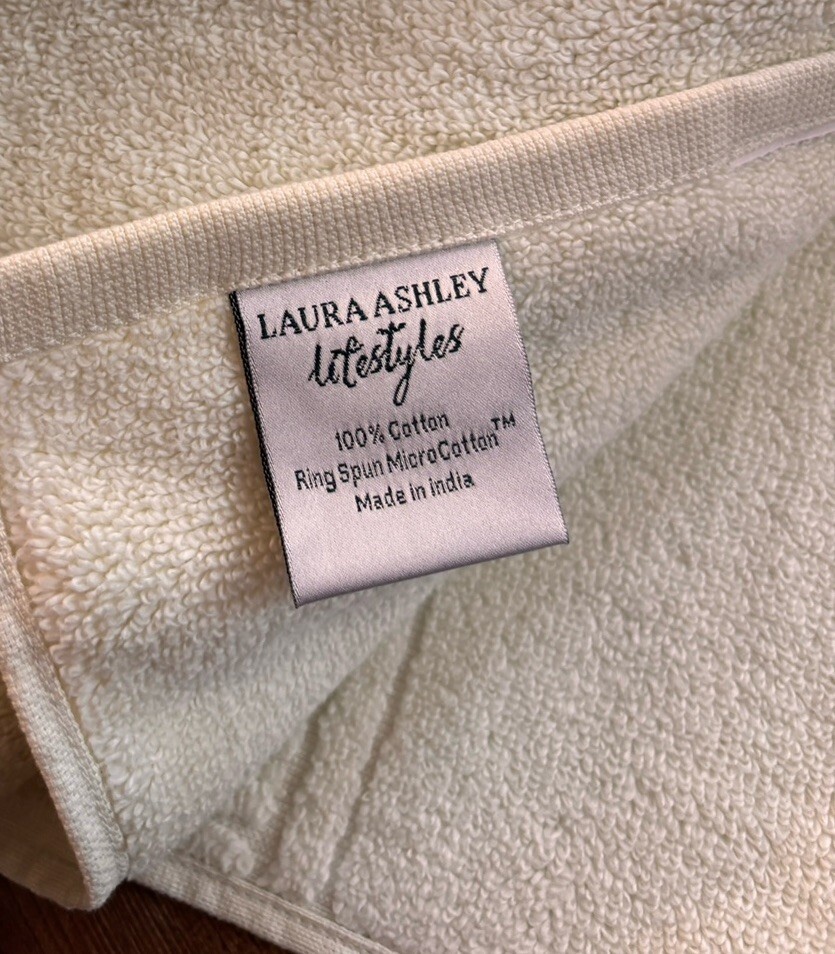 LAURA ASHLEY
lifestyles
100% Cotton
Ring Spun MicroCotton™
Made in india